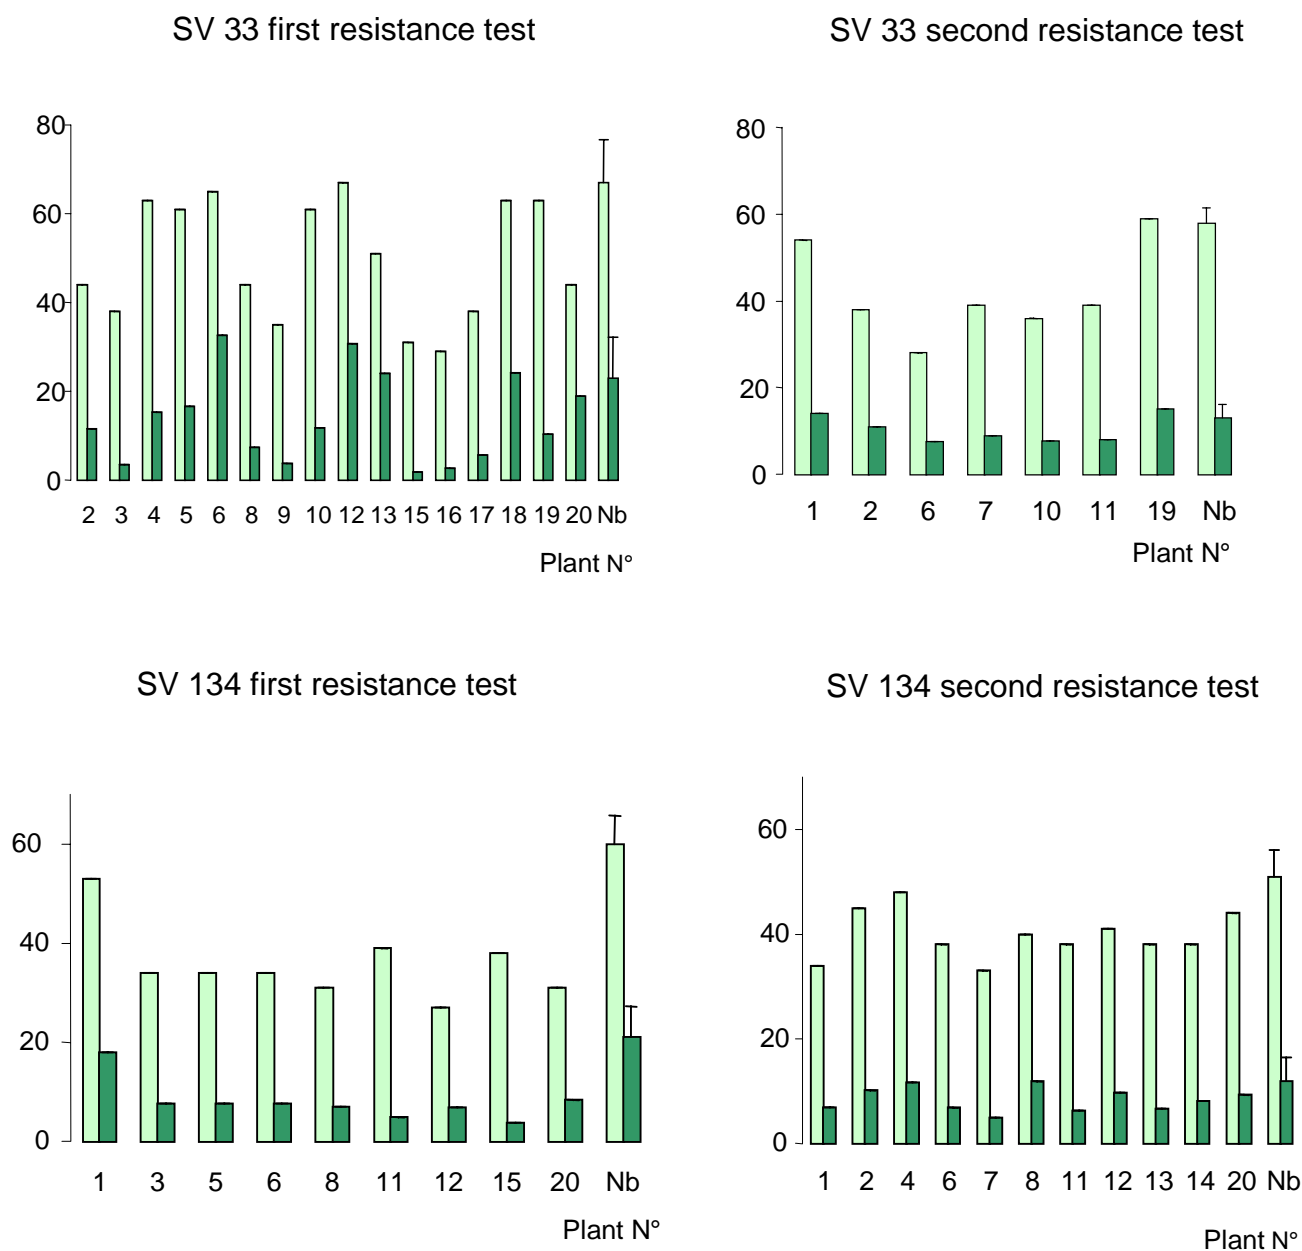 SV 33 first resistance test
80
60
40
20
0
2 3 4 5 6 8 9 10 12 13 15 16 17 18 19 20 Nb
Plant N°
SV 33 second resistance test
80
60
40
20
0
1 2 6 7 10 11 19 Nb
Plant N°
SV 134 first resistance test
60
40
20
0
1 3 5 6 8 11 12 15 20 Nb
Plant N°
SV 134 second resistance test
60
40
20
0
1 2 4 6 7 8 11 12 13 14 20 Nb
Plant N°